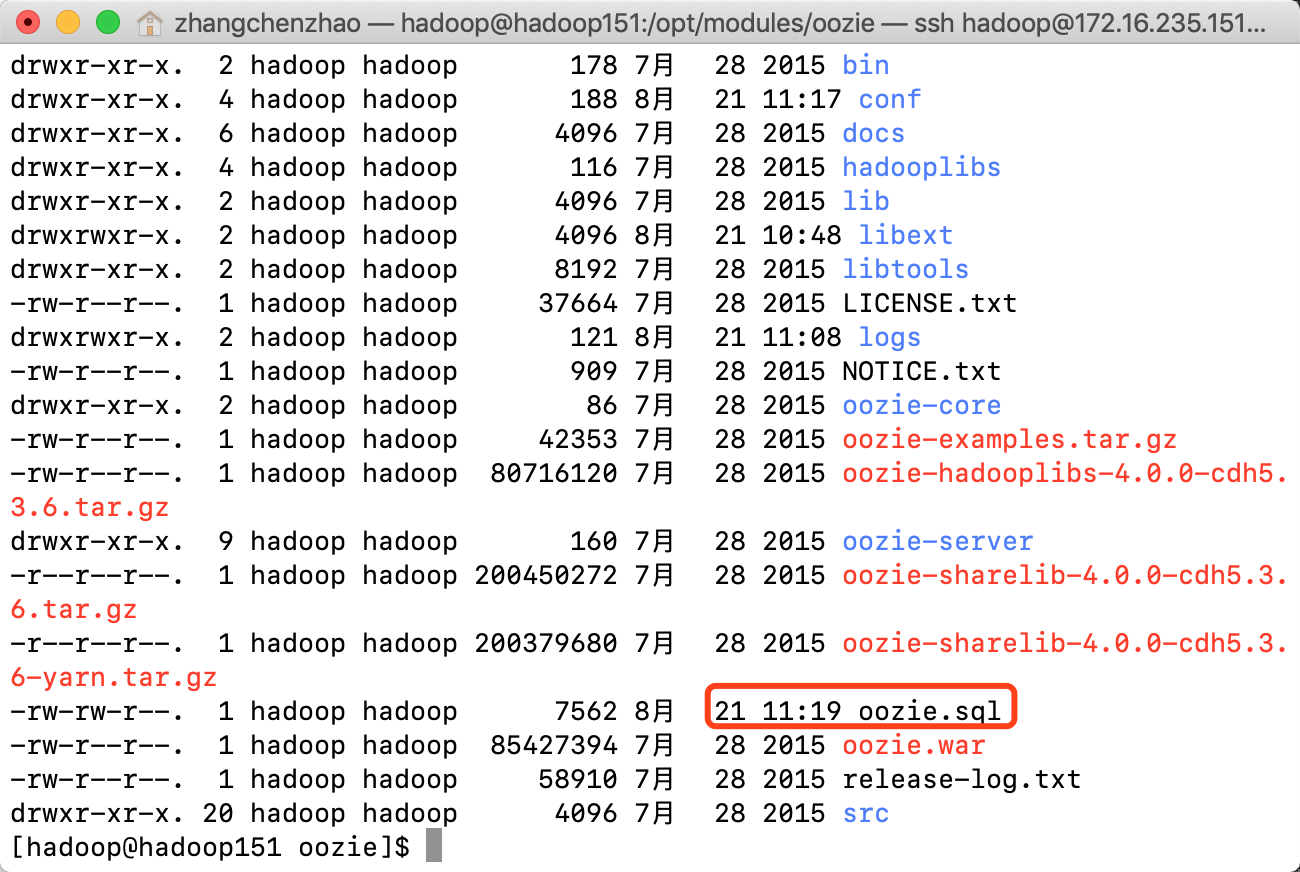 zhangchenzhao — hadoop@hadoop151:/opt/modules/oozie — ssh hadoop@172.16.235.151...
drwxr-xr-x.  2 hadoop hadoop       178 7月   28 2015 bin
drwxr-xr-x.  4 hadoop hadoop       188 8月   21 11:17 conf
drwxr-xr-x.  6 hadoop hadoop      4096 7月   28 2015 docs
drwxr-xr-x.  4 hadoop hadoop       116 7月   28 2015 hadooplibs
drwxr-xr-x.  2 hadoop hadoop      4096 7月   28 2015 lib
drwxrwxr-x.  2 hadoop hadoop      4096 8月   21 10:48 libext
drwxr-xr-x.  2 hadoop hadoop      8192 7月   28 2015 libtools
-rw-r--r--.  1 hadoop hadoop     37664 7月   28 2015 LICENSE.txt
drwxrwxr-x.  2 hadoop hadoop       121 8月   21 11:08 logs
-rw-r--r--.  1 hadoop hadoop       909 7月   28 2015 NOTICE.txt
drwxr-xr-x.  2 hadoop hadoop        86 7月   28 2015 oozie-core
-rw-r--r--.  1 hadoop hadoop     42353 7月   28 2015 oozie-examples.tar.gz
-rw-r--r--.  1 hadoop hadoop  80716120 7月   28 2015 oozie-hadooplibs-4.0.0-cdh5.
3.6.tar.gz
drwxr-xr-x.  9 hadoop hadoop       160 7月   28 2015 oozie-server
-r--r--r--.  1 hadoop hadoop 200450272 7月   28 2015 oozie-sharelib-4.0.0-cdh5.3.
6.tar.gz
-r--r--r--.  1 hadoop hadoop 200379680 7月   28 2015 oozie-sharelib-4.0.0-cdh5.3.
6-yarn.tar.gz
-rw-rw-r--.  1 hadoop hadoop      7562 8月   21 11:19 oozie.sql
-rw-r--r--.  1 hadoop hadoop  85427394 7月   28 2015 oozie.war
-rw-r--r--.  1 hadoop hadoop     58910 7月   28 2015 release-log.txt
drwxr-xr-x. 20 hadoop hadoop      4096 7月   28 2015 src
[hadoop@hadoop151 oozie]$